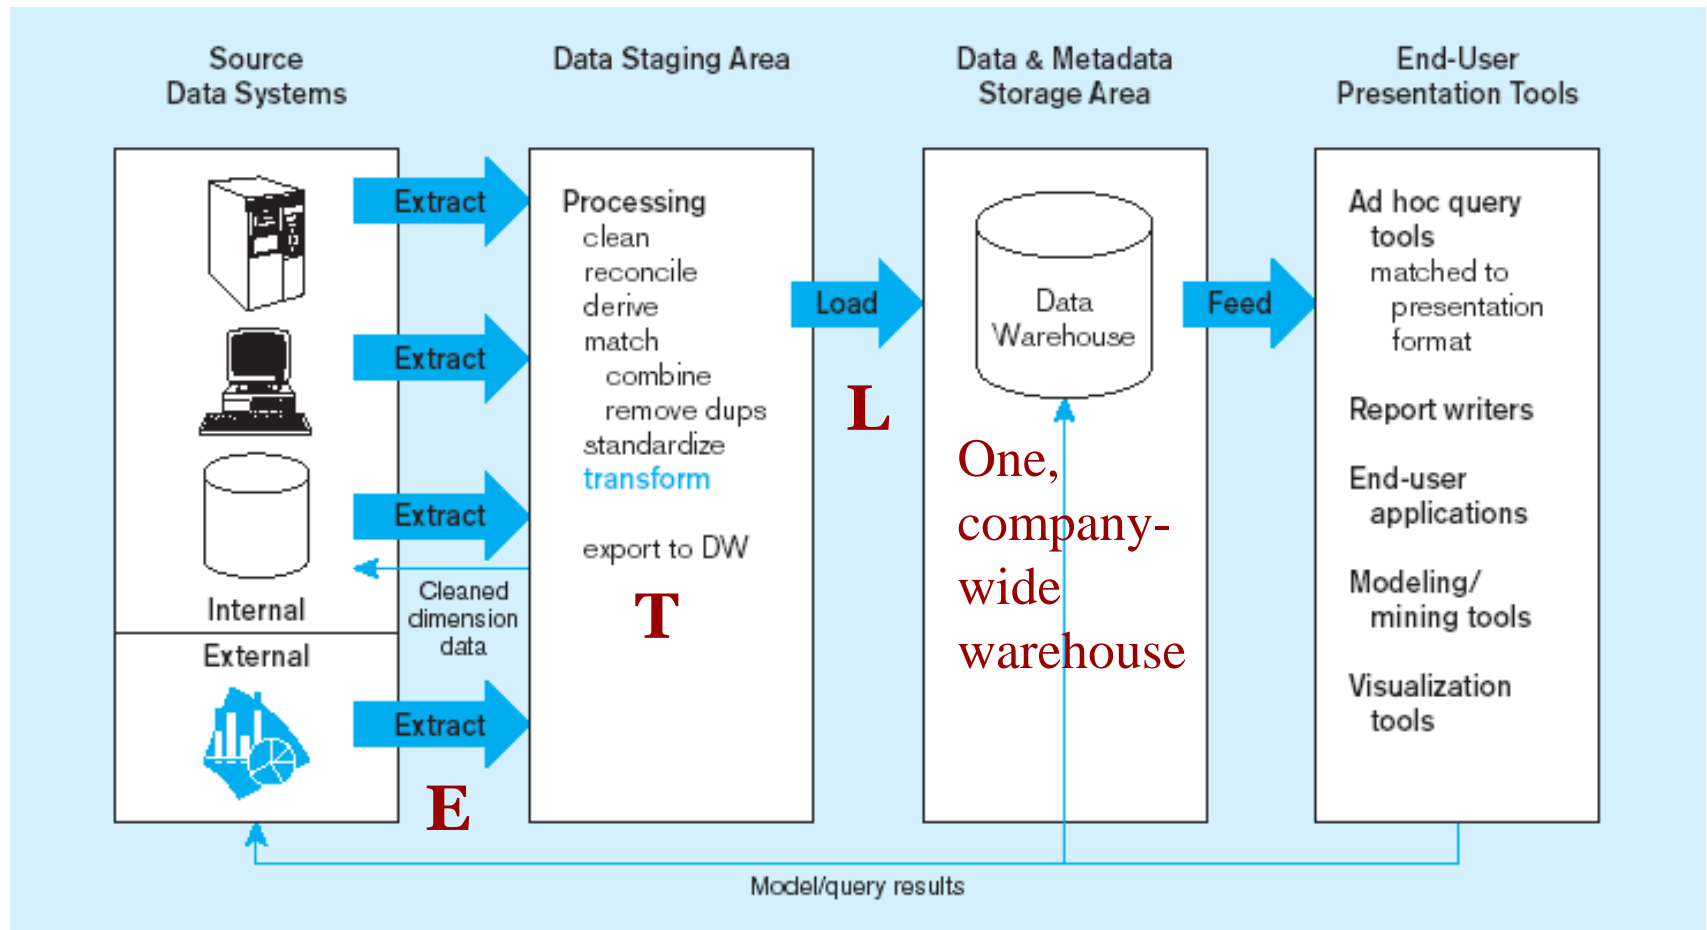 Source
Data Systems
Data Staging Area
Data & Metadata
Storage Area
End-User
Presentation Tools
Extract
Extract
Extract
Internal
External
Extract
E
Cleaned
dimension
data
Processing
clean
reconcile
derive
match
combine
remove dups
standardize
transform
export to DW
T
Load
L
Data
Warehouse
One,
company-
wide
warehouse
Feed
Ad hoc query
tools
matched to
presentation
format
Report writers
End-user
applications
Modeling/
mining tools
Visualization
tools
Model/query results